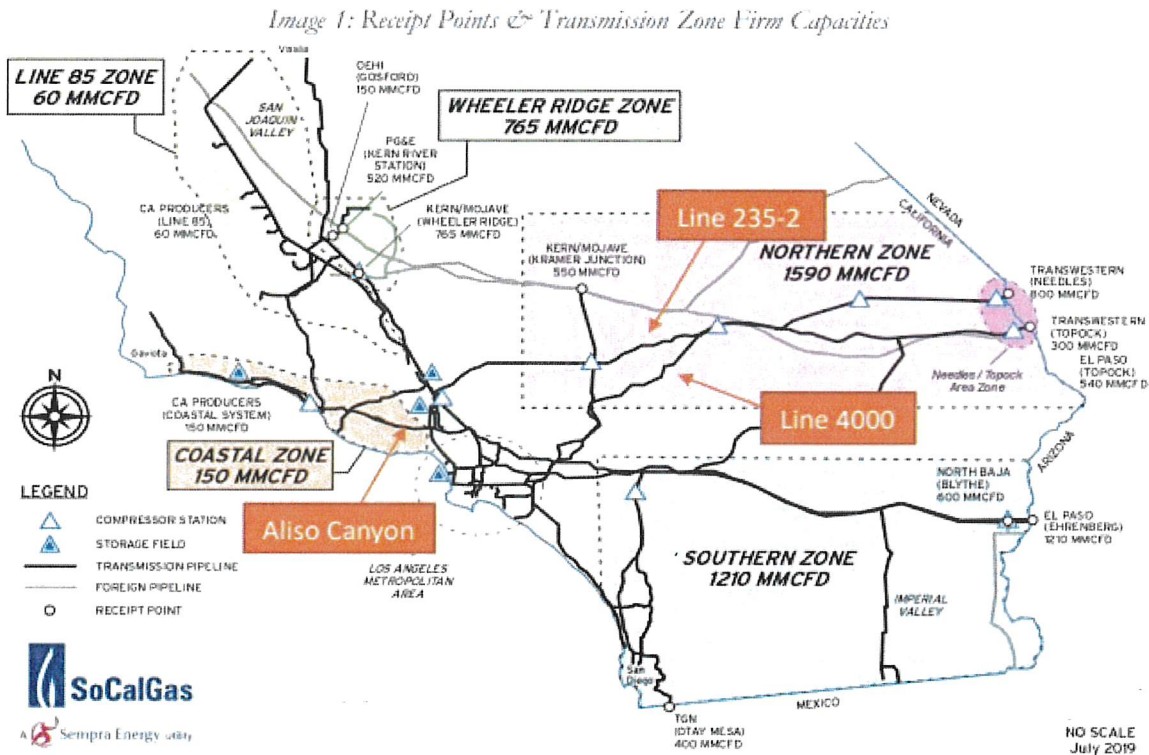 Image 1: Receipt Points & Transmission Zone Firm Capacities
Visalia
LINE 85 ZONE
60 MMCFD
SAN
JOAQUIN
VALLEY
OEHI
(GOSFORD)
150 MMCFD
WHEELER RIDGE ZONE
765 MMCFD
PG&E
(KERN RIVER
STATION)
520 MMCFD
CA PRODUCERS
(LINE 85)
60 MMCFD
KERN/MOJAVE
(WHEELER RIDGE)
765 MMCFD
Line 235-2
NEVADA
CALIFORNIA
KERN/MOJAVE
(KRAMER JUNCTION)
550 MMCFD
NORTHERN ZONE
1590 MMCFD
TRANSWESTERN
(NEEDLES)
800 MMCFD
TRANSWESTERN
(TOPOCK)
300 MMCFD
EL PASO
(TOPOCK)
540 MMCFD
Needles / Topock
Area Zone
Gaviota
N
CA PRODUCERS
(COASTAL SYSTEM)
150 MMCFD
Line 4000
COASTAL ZONE
150 MMCFD
ARIZONA
Aliso Canyon
NORTH BAJA
(BLYTHE)
600 MMCFD
EL PASO
(EHRENBERG)
1210 MMCFD
LEGEND
COMPRESSOR STATION
STORAGE FIELD
TRANSMISSION PIPELINE
FOREIGN PIPELINE
RECEIPT POINT
LOS ANGELES
METROPOLITAN
AREA
SOUTHERN ZONE
1210 MMCFD
IMPERIAL
VALLEY
SoCalGas
A Sempra Energy utility
San
Diego
MEXICO
TGN
(OTAY MESA)
400 MMCFD
NO SCALE
July 2019